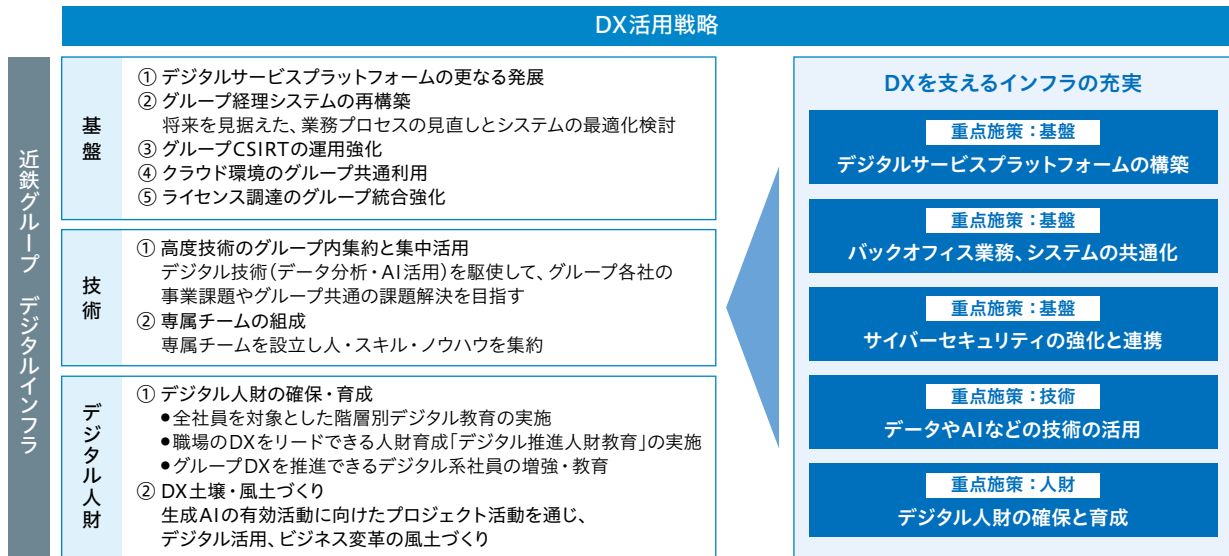 DX活用戦略
近鉄グループ デジタルインフラ
基盤
① デジタルサービスプラットフォームの更なる発展
② グループ経理システムの再構築
将来を見据えた、業務プロセスの見直しとシステムの最適化検討
③ グループCSIRTの運用強化
④ クラウド環境のグループ共通利用
⑤ ライセンス調達のグループ統合強化
技術
① 高度技術のグループ内集約と集中活用
デジタル技術（データ分析・AI活用）を駆使して、グループ各社の
事業課題やグループ共通の課題解決を目指す
② 専属チームの組成
専属チームを設立し人・スキル・ノウハウを集約
デジタル人財
① デジタル人財の確保・育成
●全社員を対象とした階層別デジタル教育の実施
●職場のDXをリードできる人財育成「デジタル推進人財教育」の実施
●グループDXを推進できるデジタル系社員の増強・教育
② DX土壌・風土づくり
生成AIの有効活動に向けたプロジェクト活動を通じ、
デジタル活用、ビジネス変革の風土づくり
DXを支えるインフラの充実
重点施策：基盤
デジタルサービスプラットフォームの構築
重点施策：基盤
バックオフィス業務、システムの共通化
重点施策：基盤
サイバーセキュリティの強化と連携
重点施策：技術
データやAIなどの技術の活用
重点施策：人財
デジタル人財の確保と育成